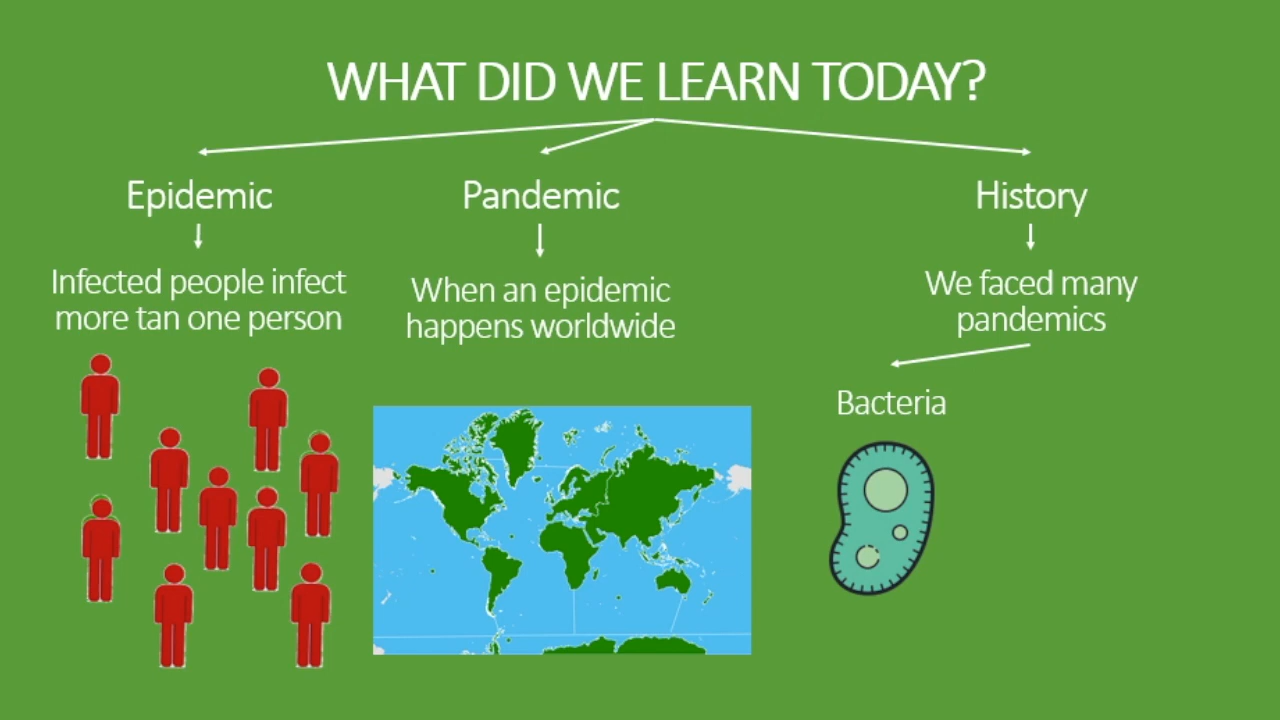 WHAT DID WE LEARN TODAY?
Epidemic
Infected people infect
more tan one person
Pandemic
When an epidemic
happens worldwide
History
We faced many
pandemics
Bacteria